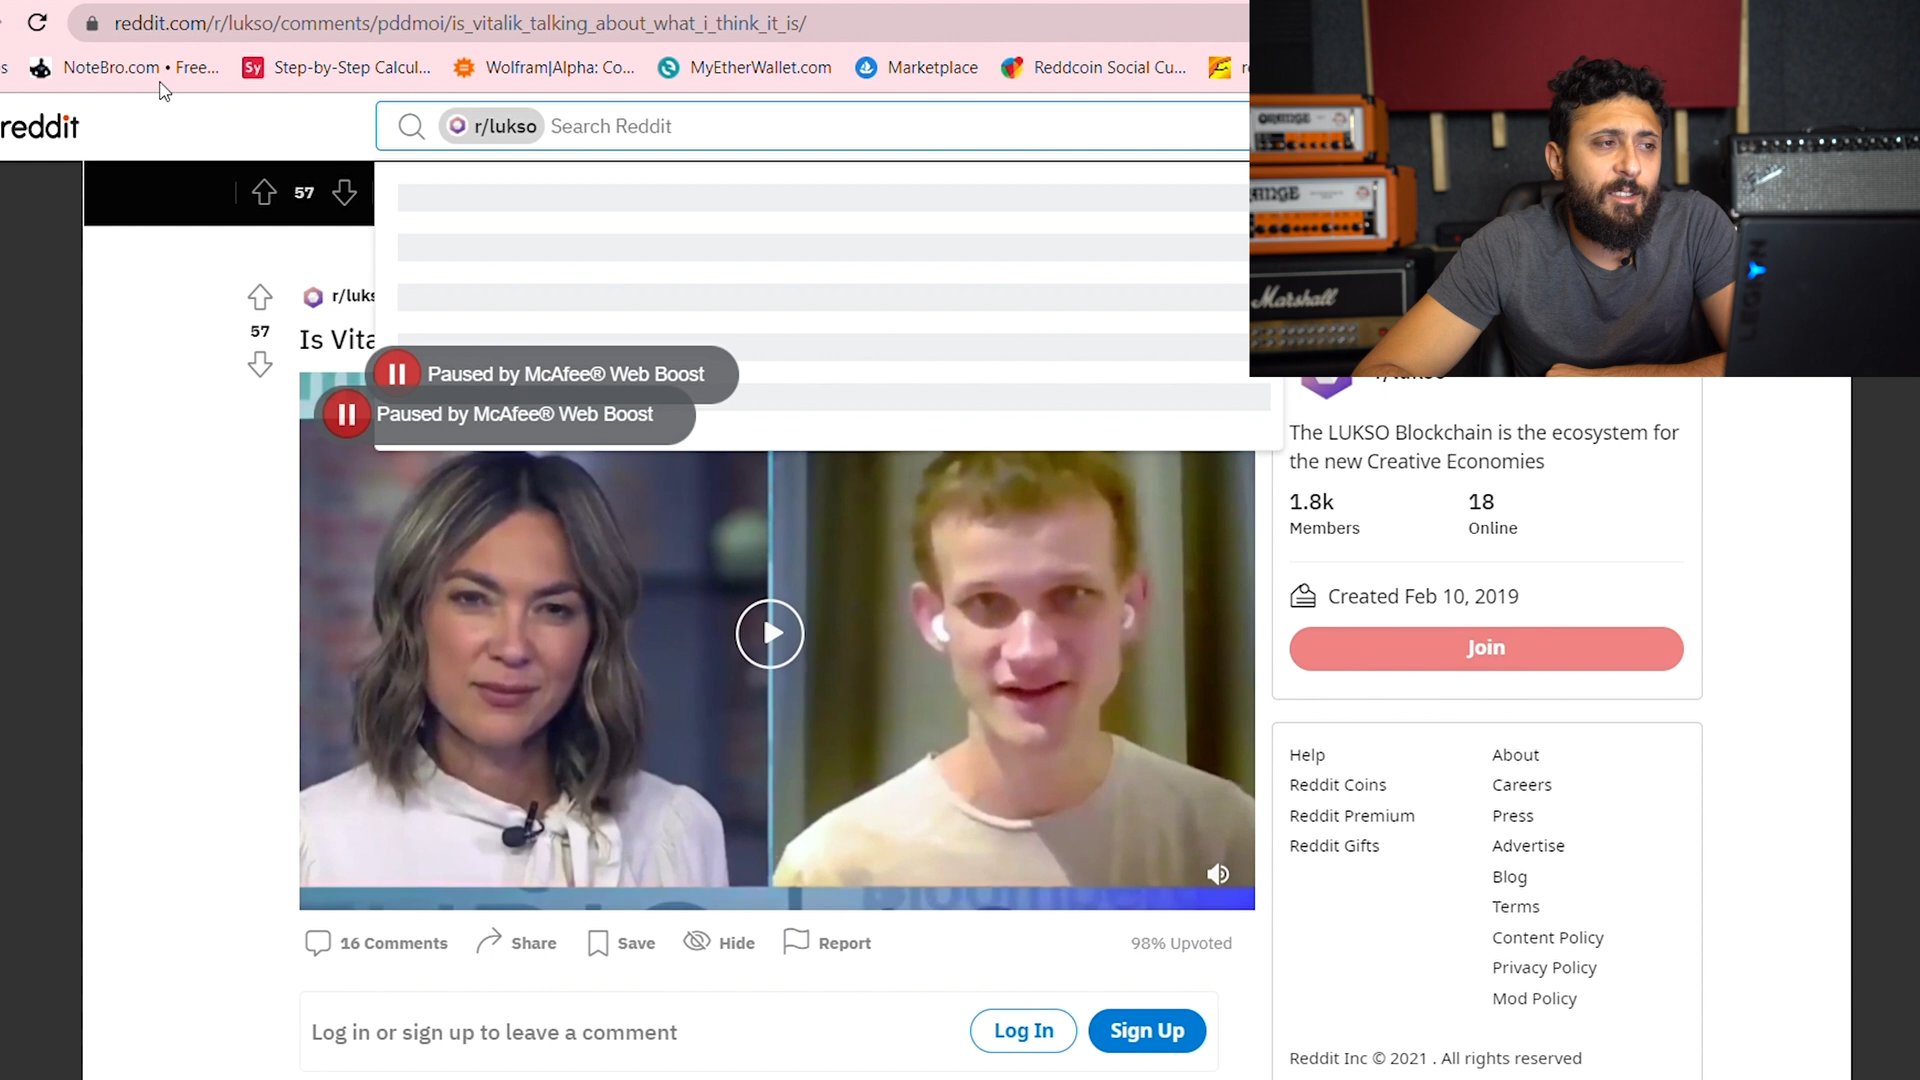 reddit.com/r/lukso/comments/pddmoi/is_vitalik_talking_about_what_i_think_it_is/
NoteBro.com • Free... Sy Step-by-Step Calcul... Wolfram|Alpha: Co... MyEtherWallet.com Marketplace Reddcoin Social Cu...
reddit r/lukso Search Reddit
57
ORANGE
Marshall
LEGION
r/luks
57
Is Vita
Paused by McAfee® Web Boost
Paused by McAfee® Web Boost
r/lukso
The LUKSO Blockchain is the ecosystem for
the new Creative Economies
1.8k 18
Members Online
Created Feb 10, 2019
Join
Help About
Reddit Coins Careers
Reddit Premium Press
Reddit Gifts Advertise
Blog
Terms
Content Policy
Privacy Policy
Mod Policy
Reddit Inc © 2021 . All rights reserved
16 Comments Share Save Hide Report 98% Upvoted
Log in or sign up to leave a comment Log In Sign Up